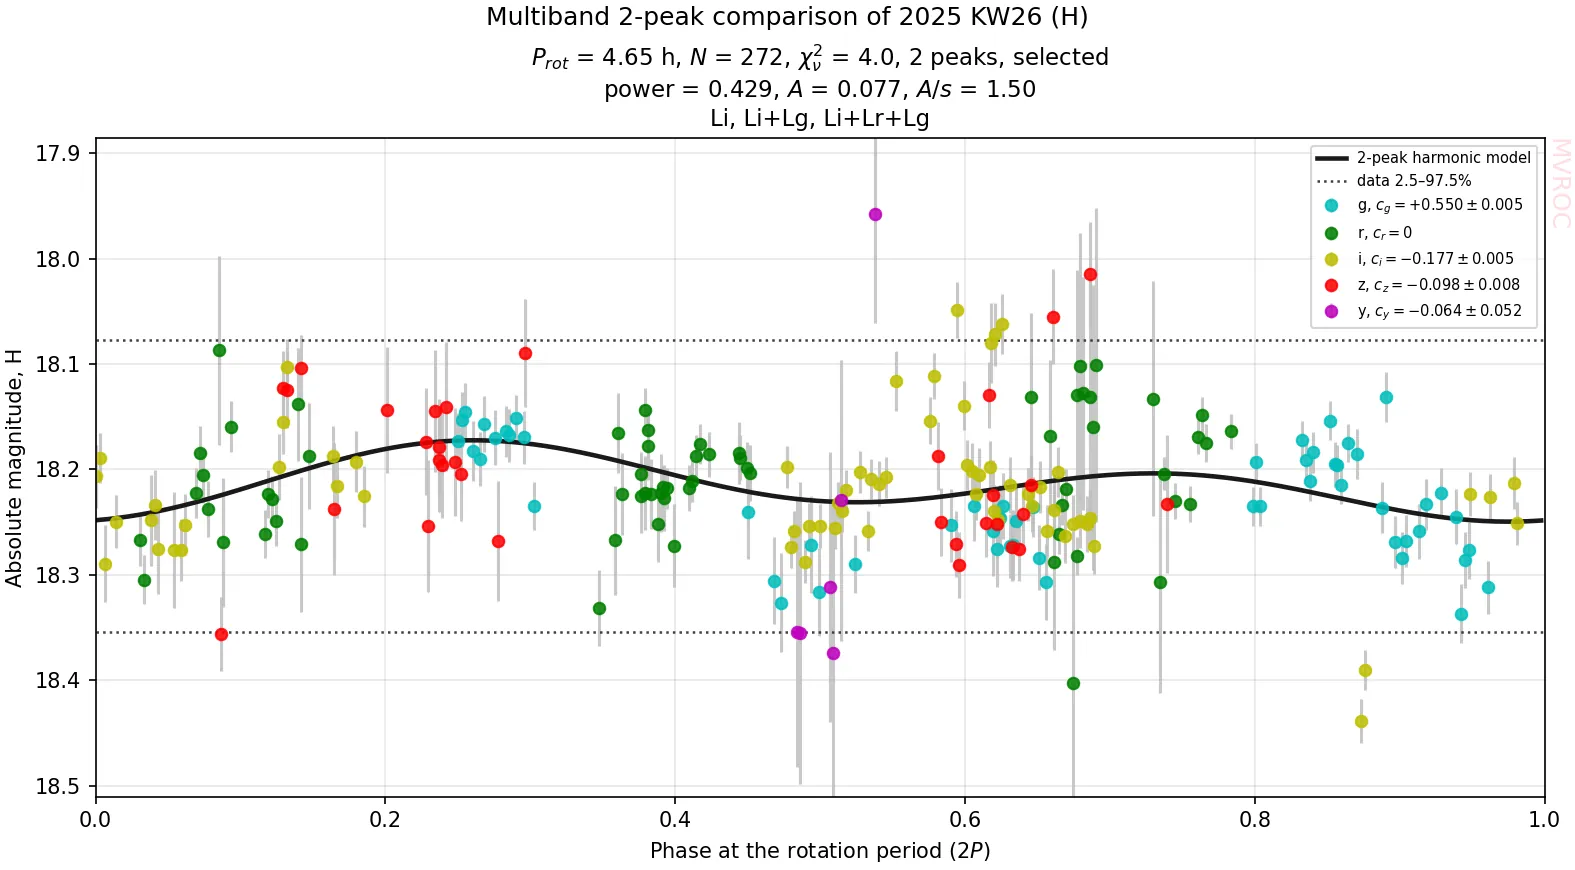 Multiband 2-peak comparison of 2025 KW26 (H)
P_rot = 4.65 h, N = 272, χ²_ν = 4.0, 2 peaks, selected
power = 0.429, A = 0.077, A/s = 1.50
Li, Li+Lg, Li+Lr+Lg
17.9
18.0
18.1
18.2
18.3
18.4
18.5
Absolute magnitude, H
2-peak harmonic model
data 2.5–97.5%
g, c_g = +0.550 ± 0.005
r, c_r = 0
i, c_i = −0.177 ± 0.005
z, c_z = −0.098 ± 0.008
y, c_y = −0.064 ± 0.052
MVROC
0.0 0.2 0.4 0.6 0.8 1.0
Phase at the rotation period (2P)